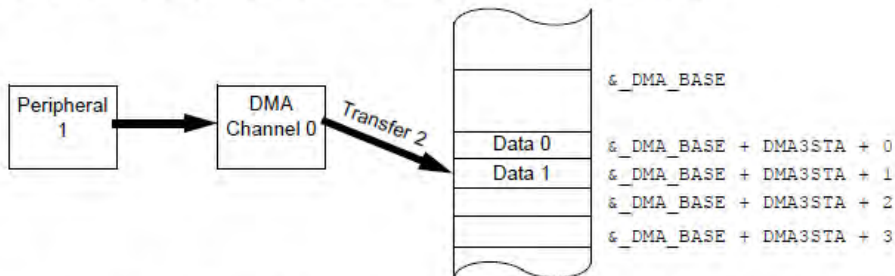 &_DMA_BASE
Peripheral
1
DMA
Channel 0
Transfer 2
Data 0
&_DMA_BASE + DMA3STA + 0
Data 1
&_DMA_BASE + DMA3STA + 1
&_DMA_BASE + DMA3STA + 2
&_DMA_BASE + DMA3STA + 3